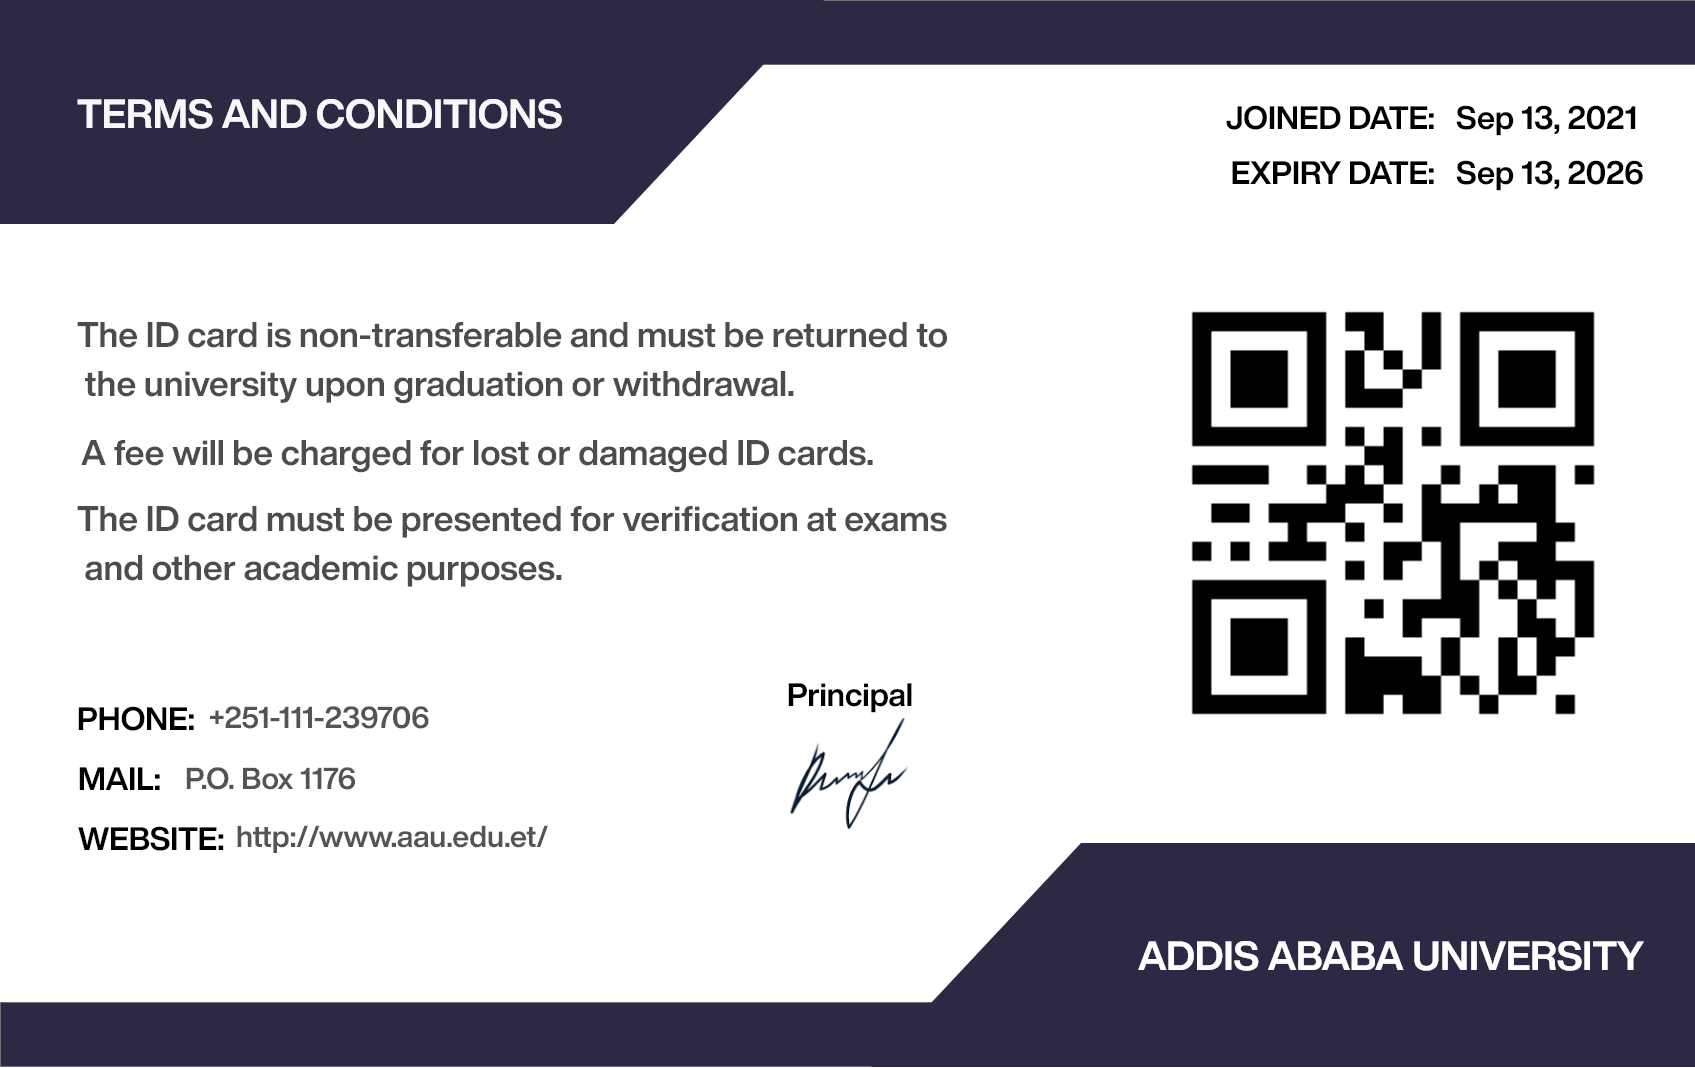 TERMS AND CONDITIONS
JOINED DATE: Sep 13, 2021
EXPIRY DATE: Sep 13, 2026
The ID card is non-transferable and must be returned to
the university upon graduation or withdrawal.
A fee will be charged for lost or damaged ID cards.
The ID card must be presented for verification at exams
and other academic purposes.
PHONE: +251-111-239706
MAIL: P.O. Box 1176
WEBSITE: http://www.aau.edu.et/
Principal
ADDIS ABABA UNIVERSITY